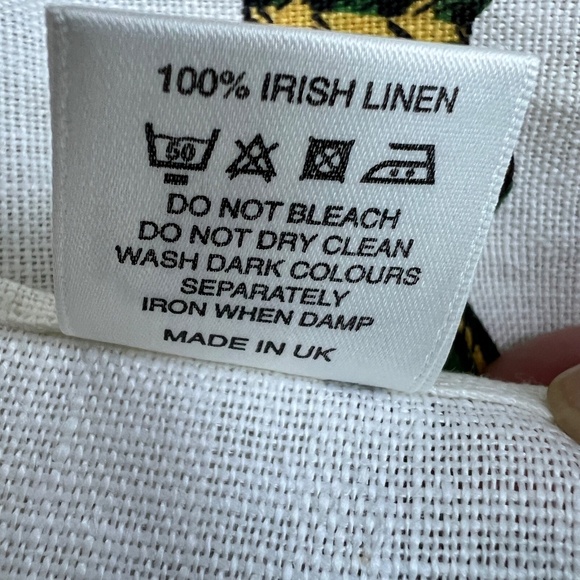 100% IRISH LINEN
60
DO NOT BLEACH
DO NOT DRY CLEAN
WASH DARK COLOURS
SEPARATELY
IRON WHEN DAMP
MADE IN UK